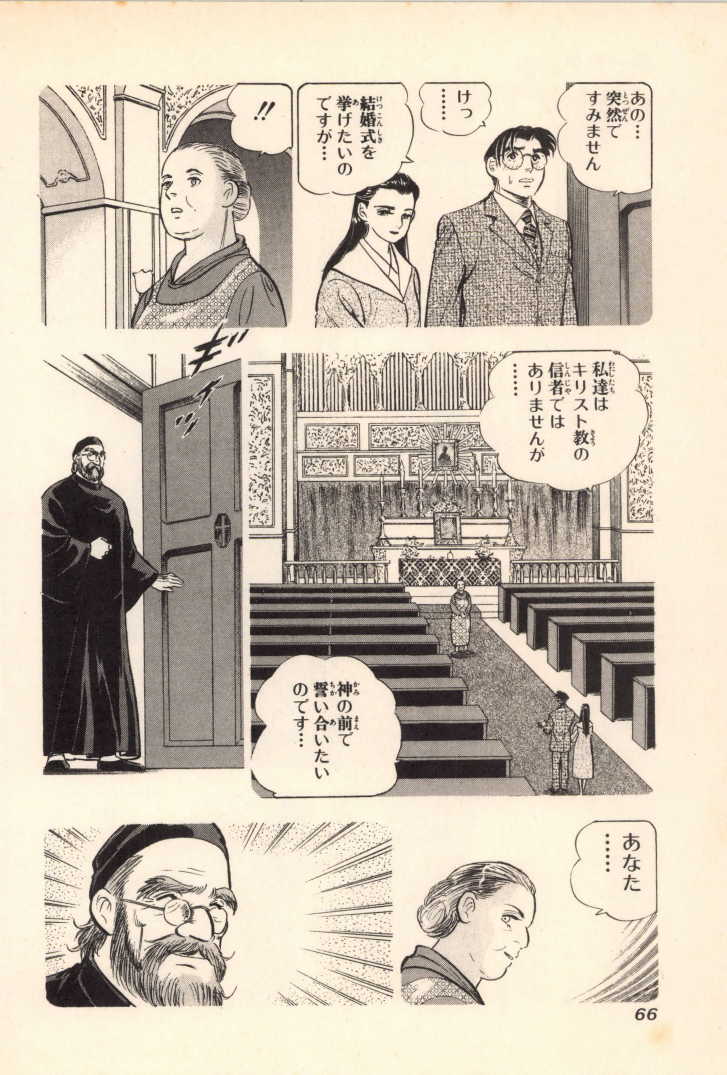 あの…
突然で
すみません
けっ
……
結婚式を
挙げたいの
ですが…
!!
私達は
キリスト教の
信者では
ありませんが
……
神の前で
誓い合いたい
のです…
ギィッ
あなた
……
66